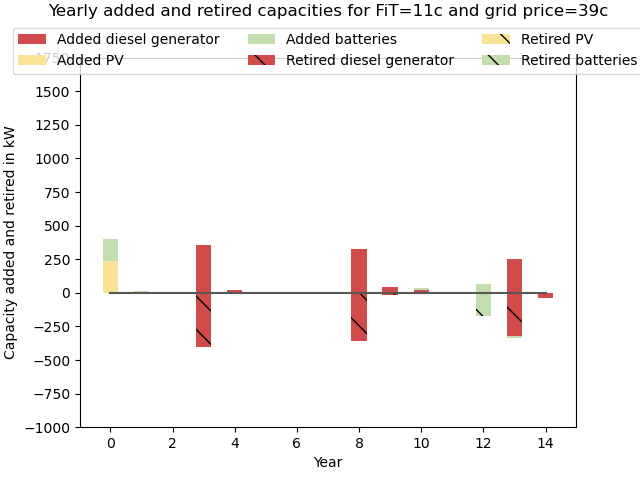 Yearly added and retired capacities for FiT=11c and grid price=39c
Added diesel generator
Added PV
Added batteries
Retired diesel generator
Retired PV
Retired batteries
1750
1500
1250
1000
750
500
250
0
−250
−500
−750
−1000
Capacity added and retired in kW
0 2 4 6 8 10 12 14
Year